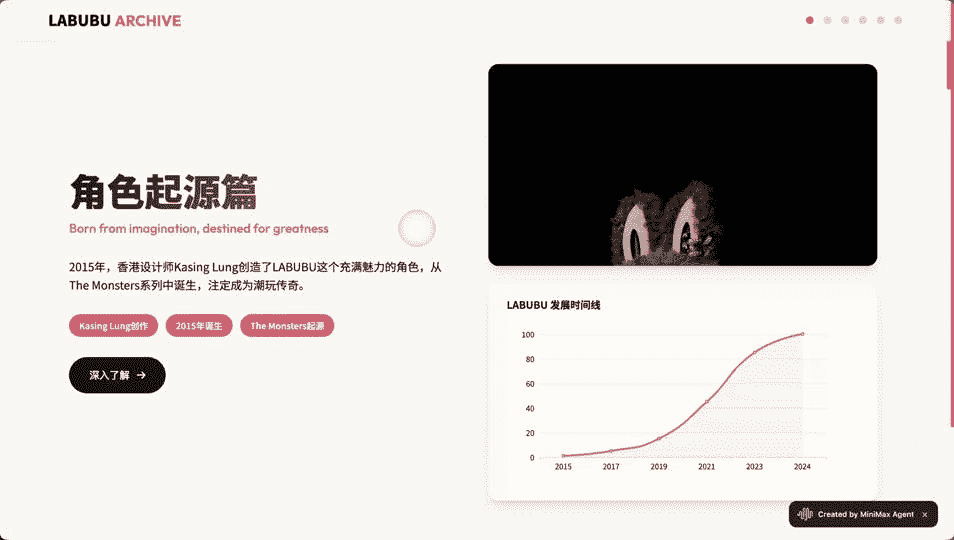 LABUBU ARCHIVE
角色起源篇
Born from imagination, destined for greatness
2015年，香港设计师Kasing Lung创造了LABUBU这个充满魅力的角色，从
The Monsters系列中诞生，注定成为潮玩传奇。
Kasing Lung创作 2015年诞生 The Monsters起源
深入了解 →
LABUBU 发展时间线
100
80
60
40
20
0
2015 2017 2019 2021 2023 2024
Created by MiniMax Agent ×